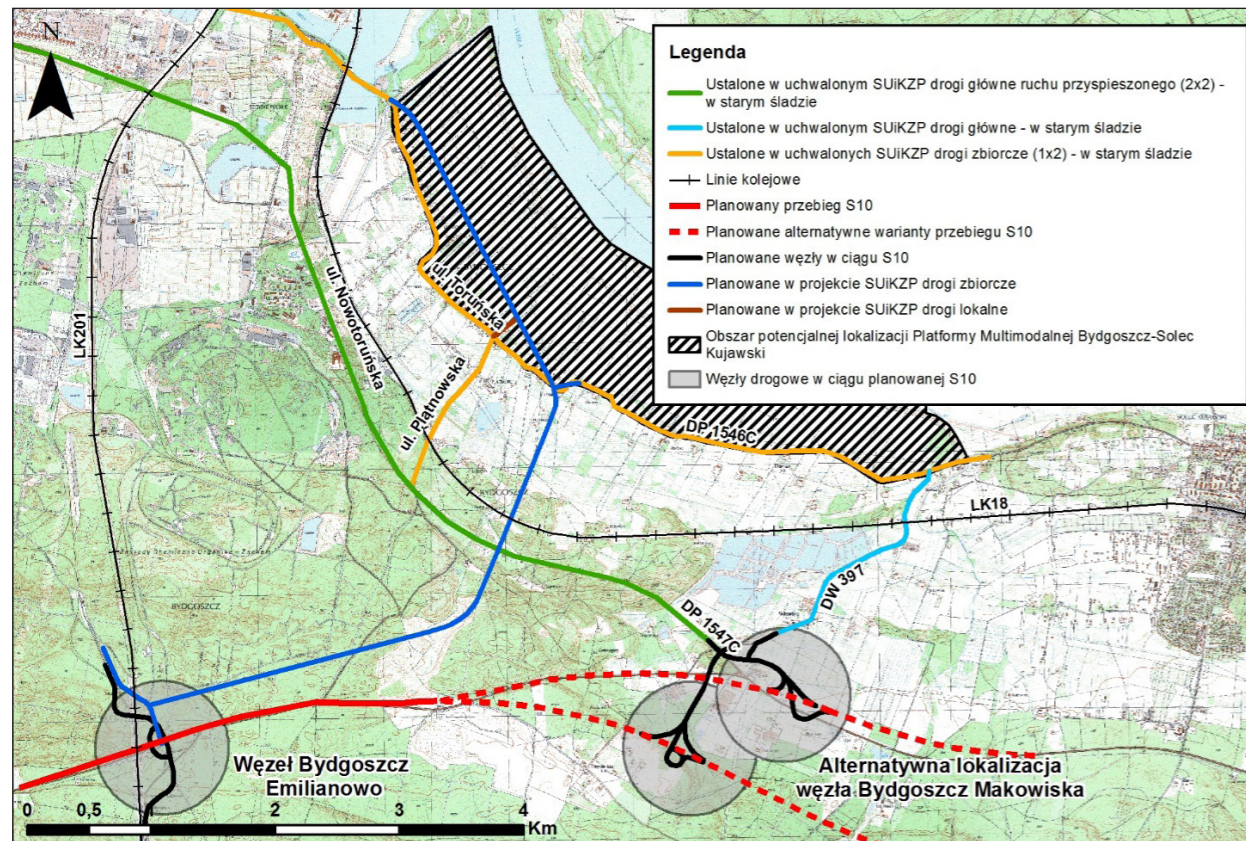 N
Legenda
Ustalone w uchwalonym SUiKZP drogi główne ruchu przyspieszonego (2x2) -
w starym śladzie
Ustalone w uchwalonym SUiKZP drogi główne - w starym śladzie
Ustalone w uchwalonych SUiKZP drogi zbiorcze (1x2) - w starym śladzie
Linie kolejowe
Planowany przebieg S10
Planowane alternatywne warianty przebiegu S10
Planowane węzły w ciągu S10
Planowane w projekcie SUiKZP drogi zbiorcze
Planowane w projekcie SUiKZP drogi lokalne
Obszar potencjalnej lokalizacji Platformy Multimodalnej Bydgoszcz-Solec
Kujawski
Węzły drogowe w ciągu planowanej S10
LK201
ul. Nowotoruńska
ul. Toruńska
ul. Płątnowska
DP 1546C
BYDGOSZCZ
LK18
DW 397
DP 1547C
BYDGOSZCZ
Węzeł Bydgoszcz
Emilianowo
Alternatywna lokalizacja
węzła Bydgoszcz Makowiska
0 0,5 1 2 3 4
Km